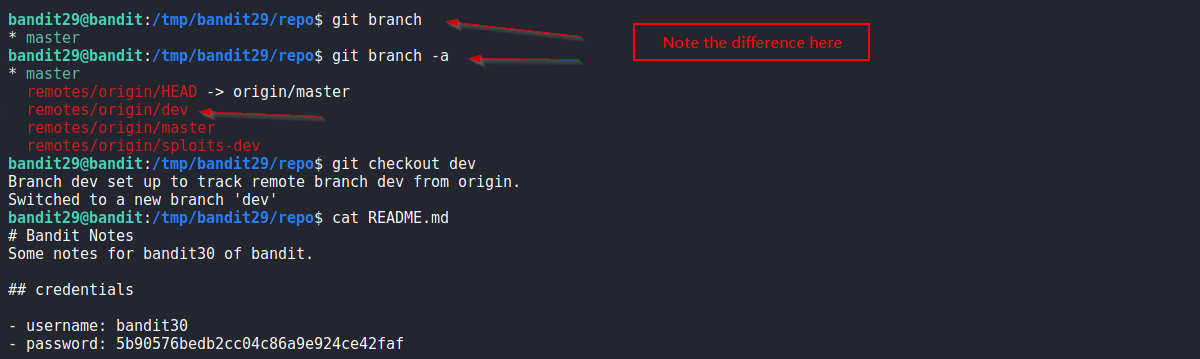 bandit29@bandit:/tmp/bandit29/repo$ git branch
* master
Note the difference here
bandit29@bandit:/tmp/bandit29/repo$ git branch -a
* master
  remotes/origin/HEAD -> origin/master
  remotes/origin/dev
  remotes/origin/master
  remotes/origin/sploits-dev
bandit29@bandit:/tmp/bandit29/repo$ git checkout dev
Branch dev set up to track remote branch dev from origin.
Switched to a new branch 'dev'
bandit29@bandit:/tmp/bandit29/repo$ cat README.md
# Bandit Notes
Some notes for bandit30 of bandit.

## credentials

- username: bandit30
- password: 5b90576bedb2cc04c86a9e924ce42faf